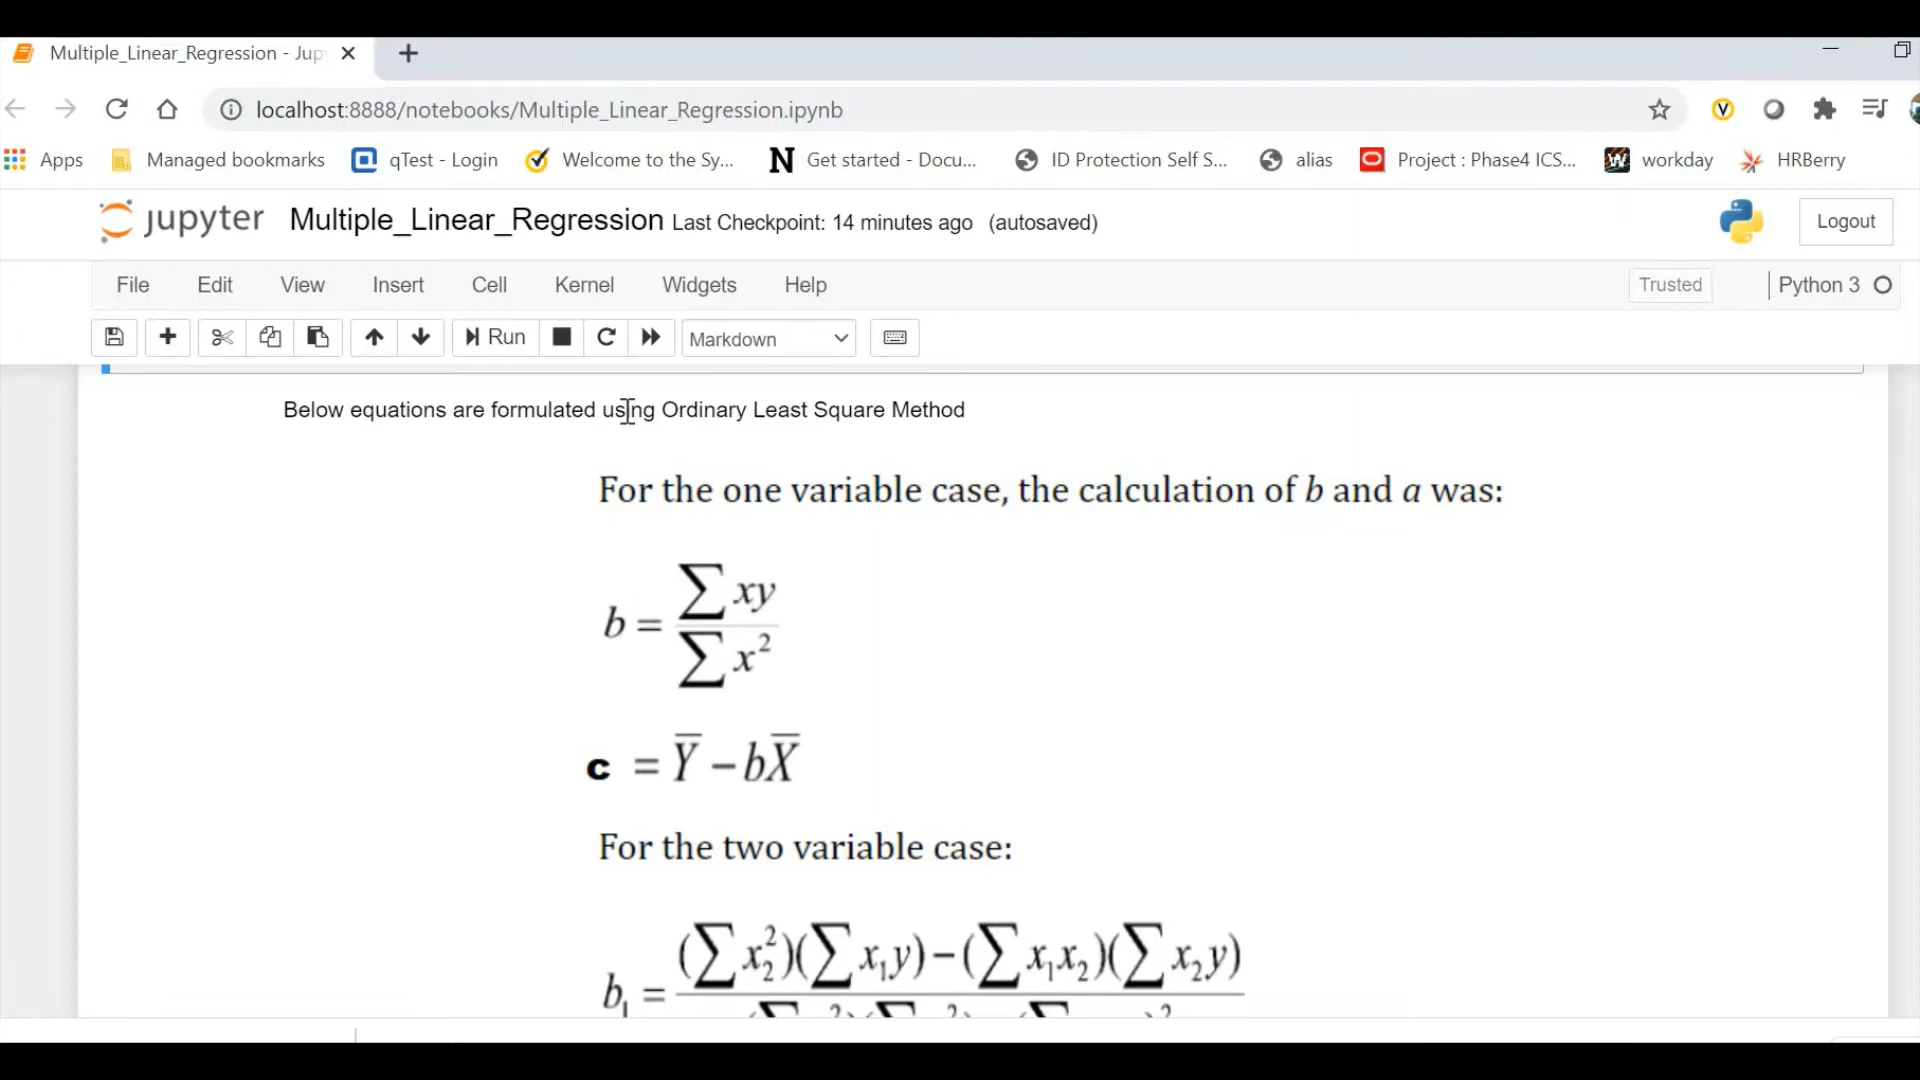 Multiple_Linear_Regression - Jup
localhost:8888/notebooks/Multiple_Linear_Regression.ipynb
Apps Managed bookmarks qTest - Login Welcome to the Sy... N Get started - Docu... ID Protection Self S... alias Project : Phase4 ICS... workday HRBerry
jupyter Multiple_Linear_Regression Last Checkpoint: 14 minutes ago (autosaved) Logout
File Edit View Insert Cell Kernel Widgets Help Trusted Python 3
Run Markdown
Below equations are formulated using Ordinary Least Square Method
For the one variable case, the calculation of b and a was:
b = ∑xy / ∑x²
c = Y̅ − bX̅
For the two variable case:
b₁ = (∑x₂²)(∑x₁y) − (∑x₁x₂)(∑x₂y)